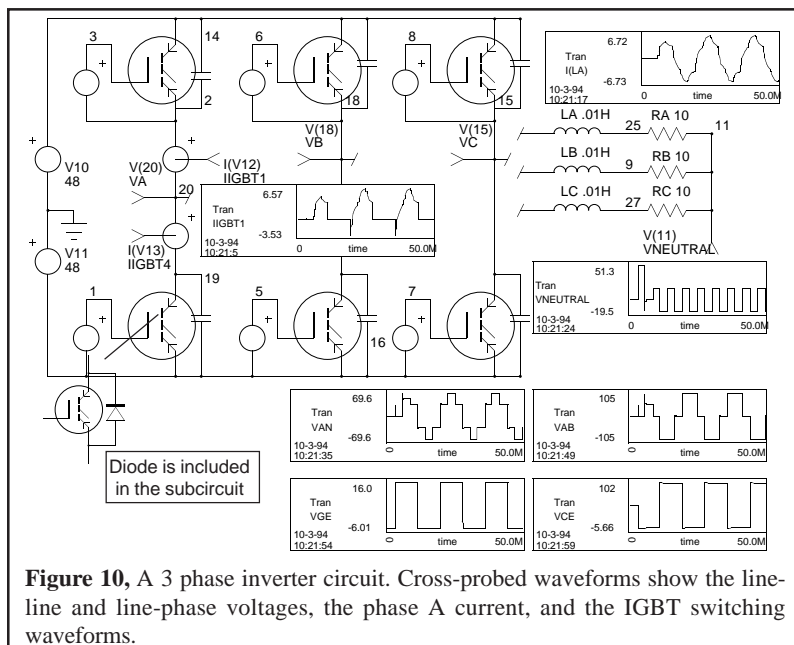 3
14
6
8
2
18
15
V10
48
V(20)
VA
20
I(V12)
IIGBT1
V(18)
VB
V(15)
VC
V11
48
I(V13)
IIGBT4
19
1
5
16
7
Tran
I(LA)
6.72
-6.73
10-3-94
10:21:17
0
time
50.0M
LA .01H
25
RA 10
11
LB .01H
9
RB 10
LC .01H
27
RC 10
V(11)
VNEUTRAL
Tran
IIGBT1
6.57
-3.53
10-3-94
10:21:5
0
time
50.0M
Tran
VNEUTRAL
51.3
-19.5
10-3-94
10:21:24
0
time
50.0M
Tran
VAN
69.6
-69.6
10-3-94
10:21:35
0
time
50.0M
Tran
VAB
105
-105
10-3-94
10:21:49
0
time
50.0M
Tran
VGE
16.0
-6.01
10-3-94
10:21:54
0
time
50.0M
Tran
VCE
102
-5.66
10-3-94
10:21:59
0
time
50.0M
Diode is included
in the subcircuit
Figure 10, A 3 phase inverter circuit. Cross-probed waveforms show the line-
line and line-phase voltages, the phase A current, and the IGBT switching
waveforms.